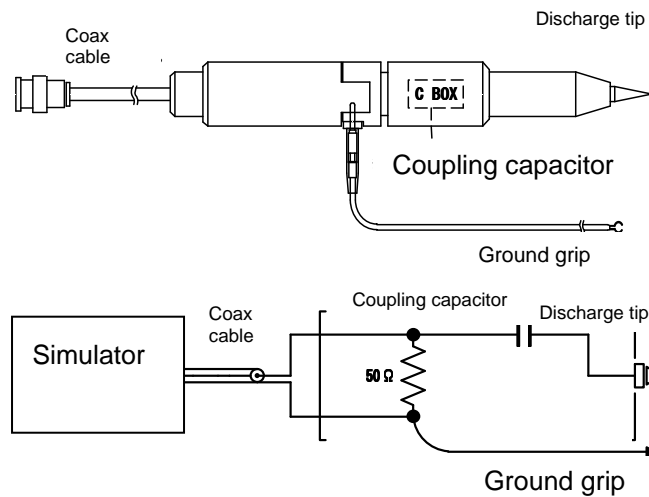 Discharge tip
Coax
cable
C BOX
Coupling capacitor
Ground grip
Coax
cable
Coupling capacitor
Discharge tip
Simulator
50 Ω
Ground grip